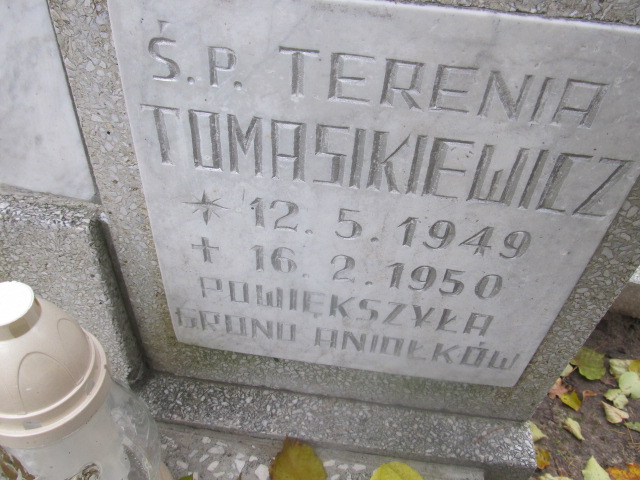 Ś.P. TERENIA
TOMASIKIEWICZ
* 12. 5. 1949
+ 16. 2. 1950
POWIĘKSZYŁA
GRONO ANIOŁKÓW